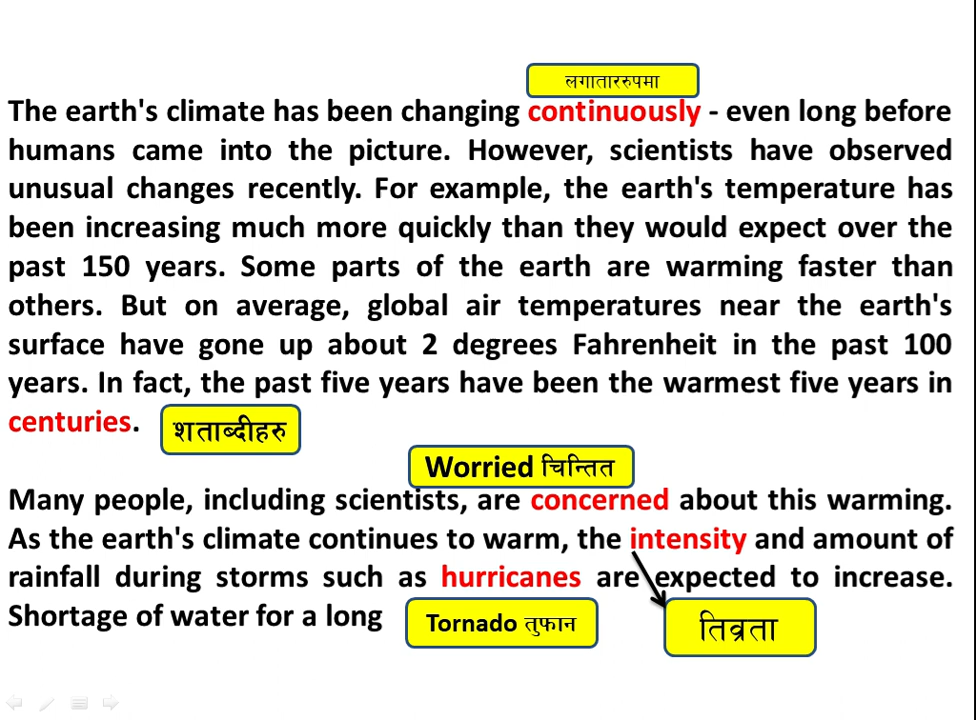 लगाताररुपमा
The earth's climate has been changing continuously - even long before
humans came into the picture. However, scientists have observed
unusual changes recently. For example, the earth's temperature has
been increasing much more quickly than they would expect over the
past 150 years. Some parts of the earth are warming faster than
others. But on average, global air temperatures near the earth's
surface have gone up about 2 degrees Fahrenheit in the past 100
years. In fact, the past five years have been the warmest five years in
centuries. शताब्दीहरु
Worried चिन्तित
Many people, including scientists, are concerned about this warming.
As the earth's climate continues to warm, the intensity and amount of
rainfall during storms such as hurricanes are expected to increase.
Shortage of water for a long
Tornado तुफान
तिव्रता